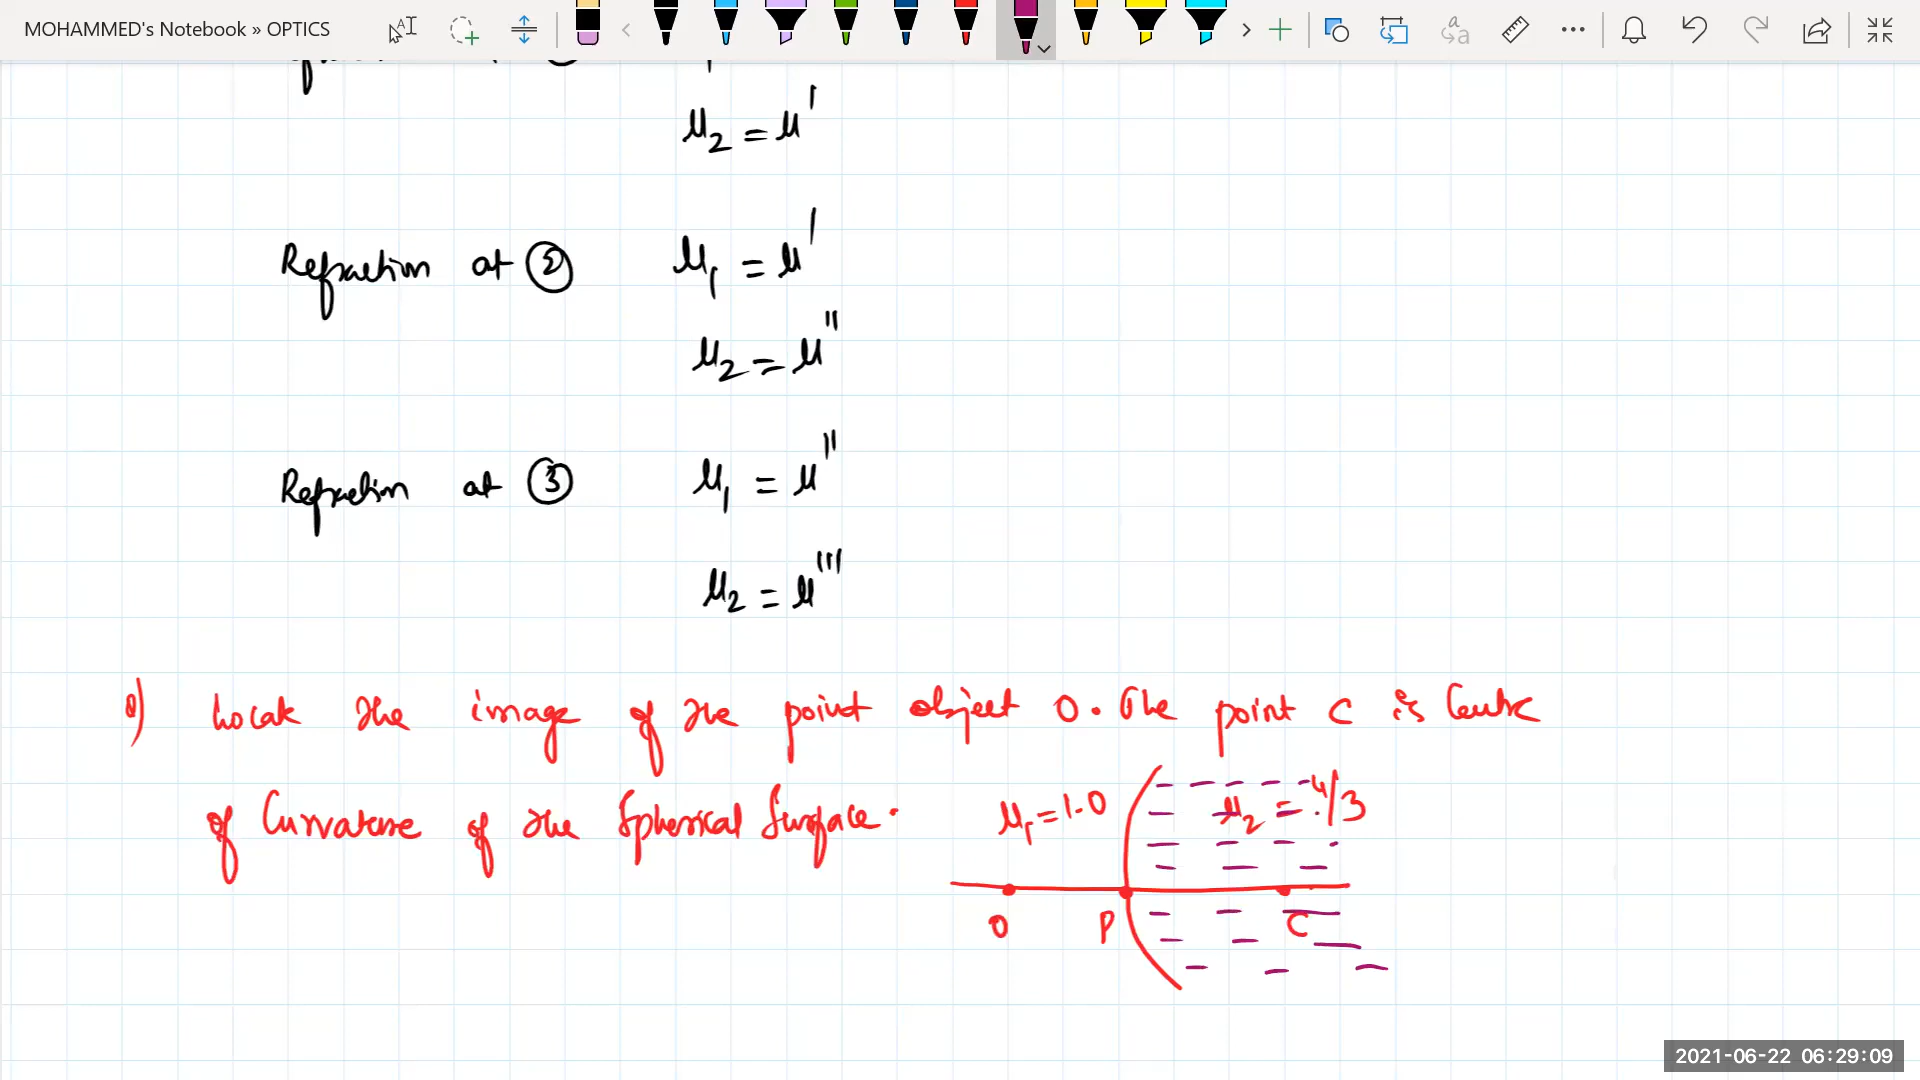 MOHAMMED's Notebook » OPTICS
μ2 = μ'
Refraction at ② μ1 = μ'
μ2 = μ''
Refraction at ③ μ1 = μ''
μ2 = μ'''
Q) Locate the image of the point object O. The point C is Centre
of Curvature of the Spherical Surface. μ1 = 1.0 μ2 = 4/3
O P C
2021-06-22 06:29:09